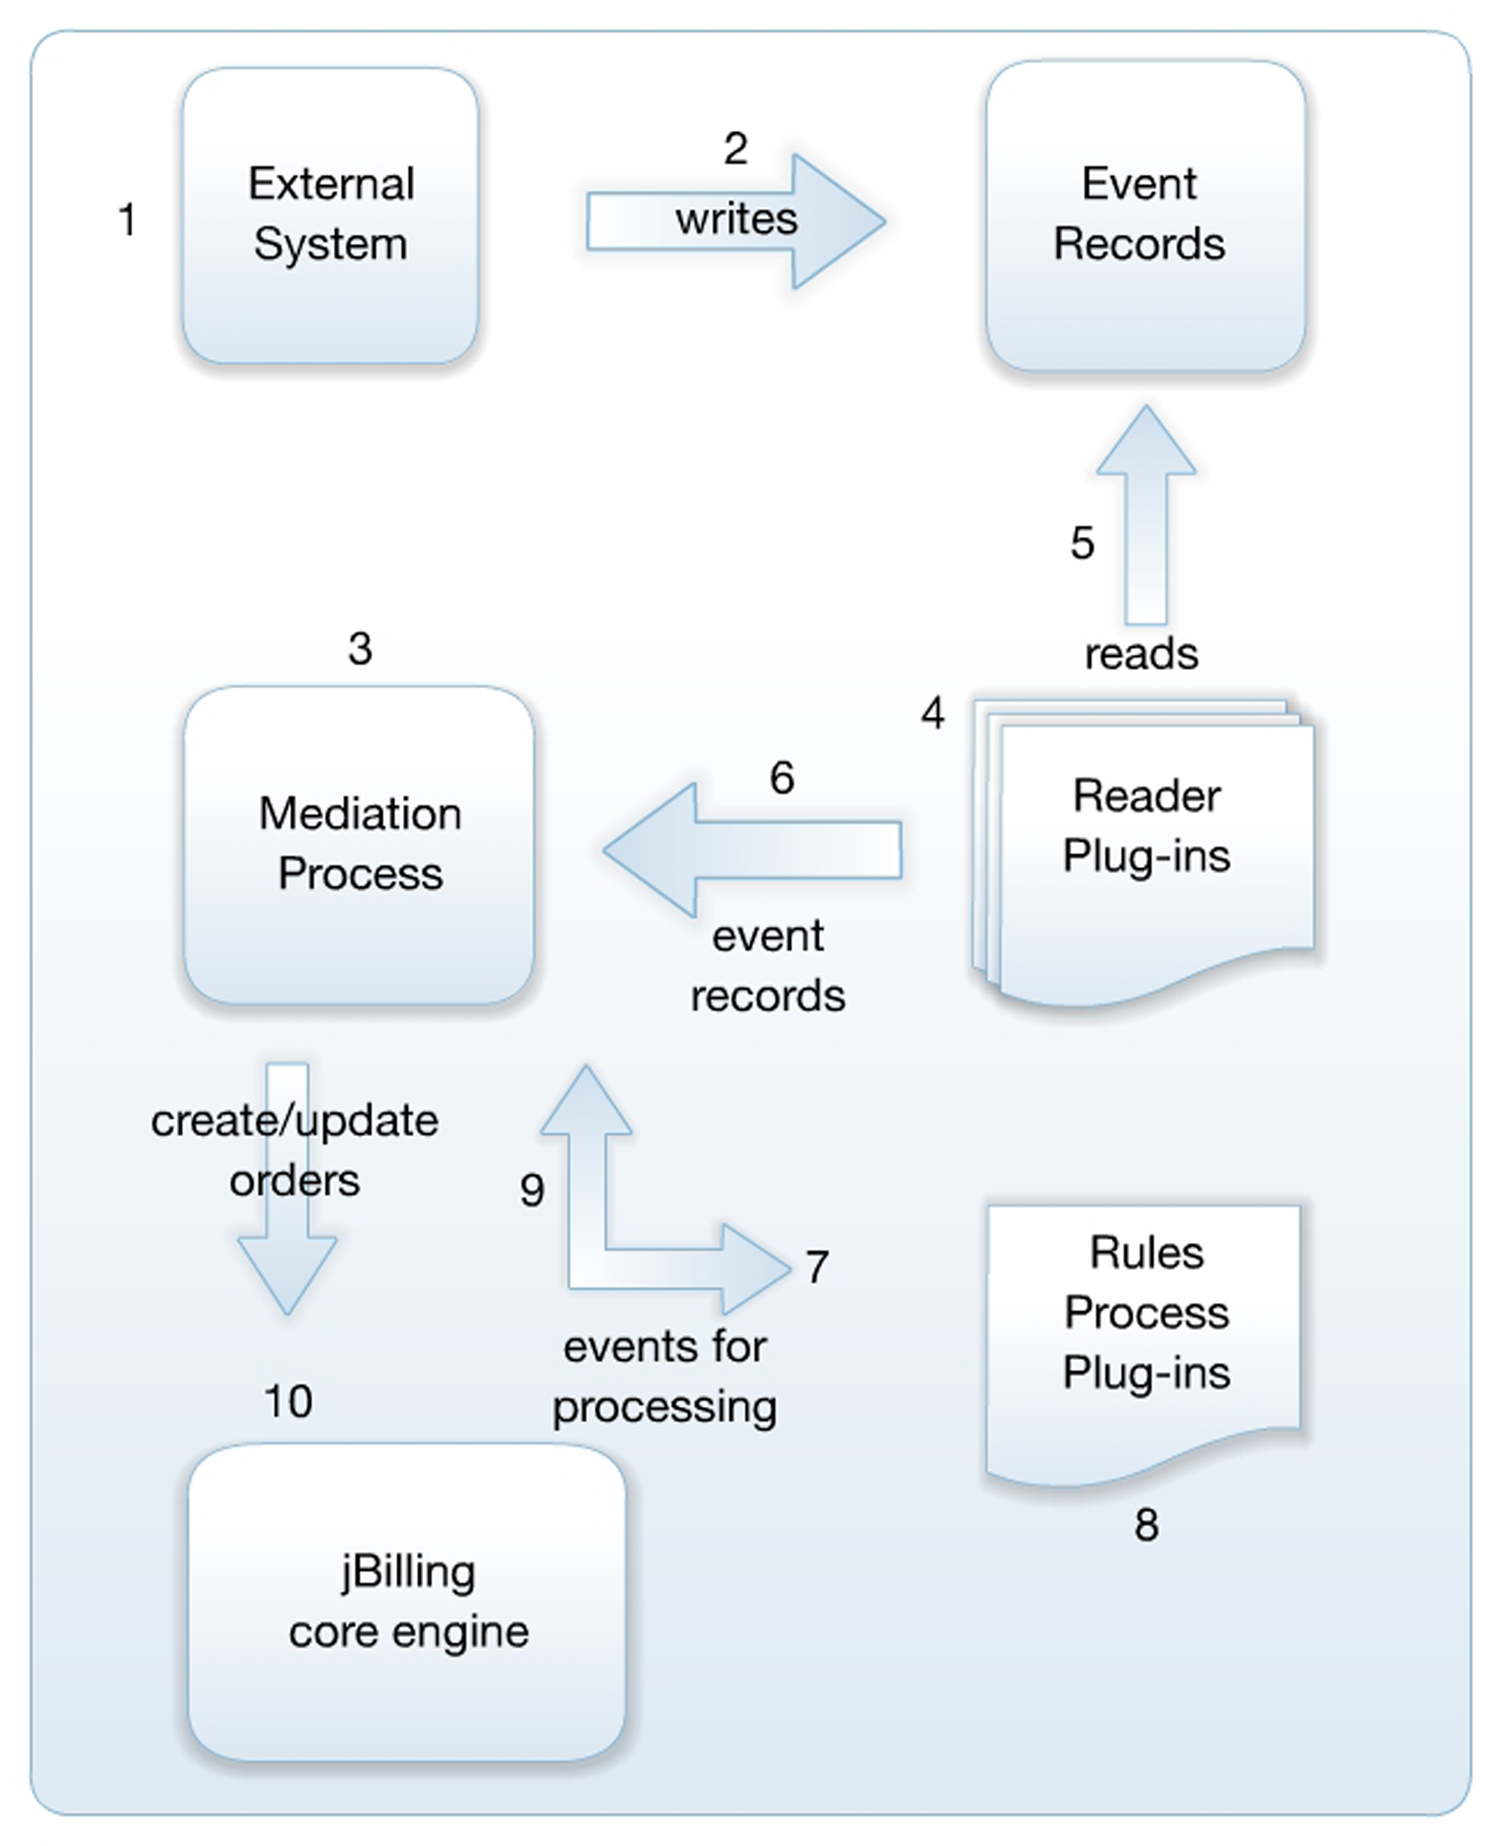 1
External
System
2
writes
Event
Records
5
reads
3
Mediation
Process
6
event
records
4
Reader
Plug-ins
create/update
orders
9
7
events for
processing
Rules
Process
Plug-ins
8
10
jBilling
core engine